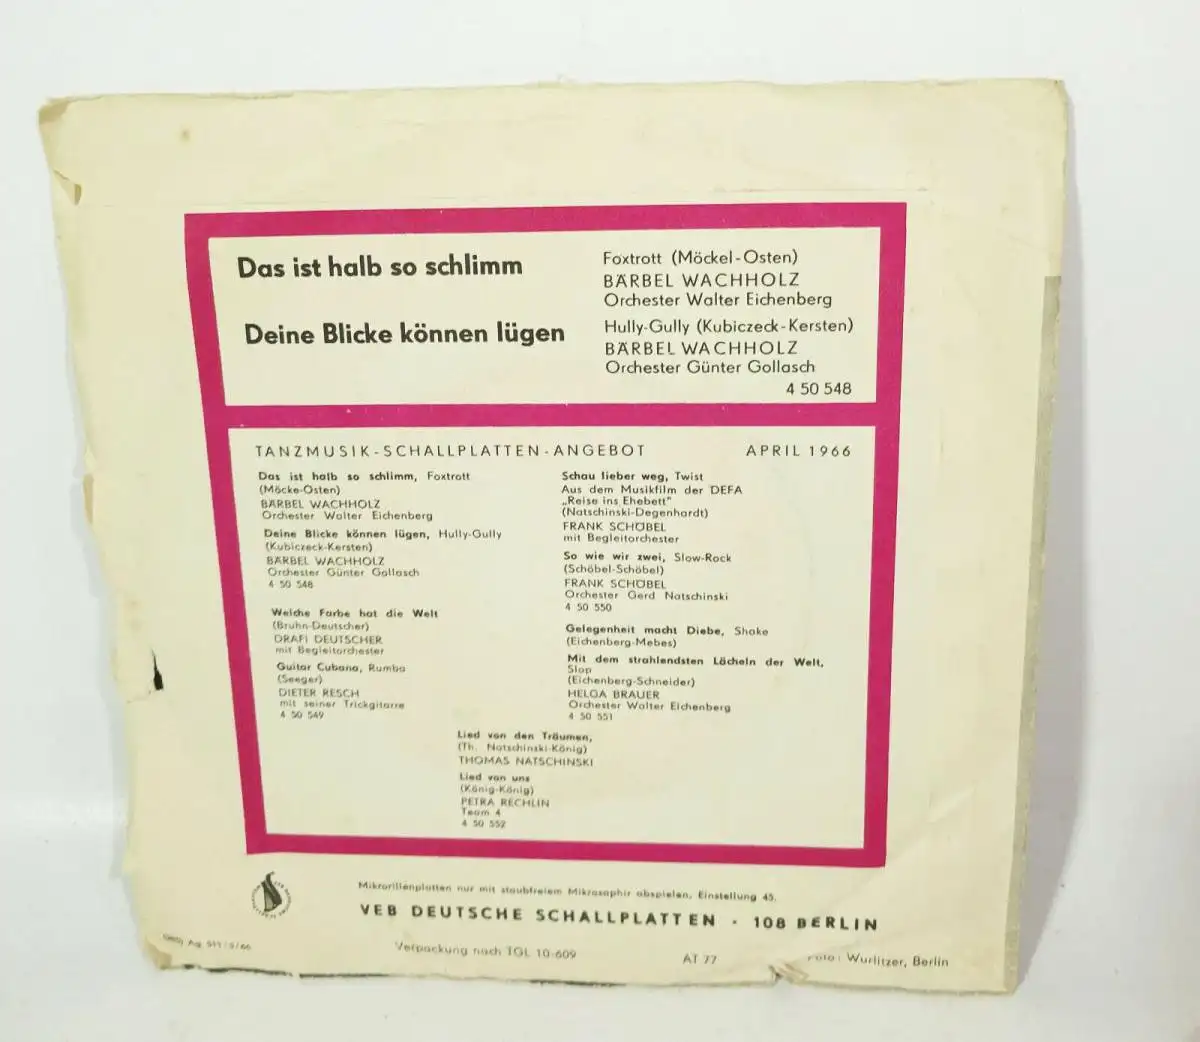 Das ist halb so schlimm
Foxtrott (Möckel-Osten)
BÄRBEL WACHHOLZ
Orchester Walter Eichenberg
Deine Blicke können lügen
Hully-Gully (Kubiczeck-Kersten)
BÄRBEL WACHHOLZ
Orchester Günter Gollasch
4 50 548
TANZMUSIK-SCHALLPLATTEN-ANGEBOT
APRIL 1966
Das ist halb so schlimm, Foxtrott
(Möcke-Osten)
BÄRBEL WACHHOLZ
Orchester Walter Eichenberg
Deine Blicke können lügen, Hully-Gully
(Kubiczeck-Kersten)
BÄRBEL WACHHOLZ
Orchester Günter Gollasch
4 50 548
Welche Farbe hat die Welt
(Bruhn-Deutscher)
DRAFI DEUTSCHER
mit Begleitorchester
Guitar Cubana, Rumba
(Seeger)
DIETER RESCH
mit seiner Trickgitarre
4 50 549
Schau lieber weg, Twist
Aus dem Musikfilm der DEFA
„Reise ins Ehebett"
(Natschinski-Degenhardt)
FRANK SCHÖBEL
mit Begleitorchester
So wie wir zwei, Slow-Rock
(Schöbel-Schöbel)
FRANK SCHÖBEL
Orchester Gerd Natschinski
4 50 550
Gelegenheit macht Diebe, Shake
(Eichenberg-Mebes)
Mit dem strahlendsten Lächeln der Welt,
Slop
(Eichenberg-Schneider)
HELGA BRAUER
Orchester Walter Eichenberg
4 50 551
Lied von den Träumen,
(Th. Natschinski-König)
THOMAS NATSCHINSKI
Lied von uns
(König-König)
PETRA RECHLIN
Team 4
4 50 552
Mikrorillenplatten nur mit staubfreiem Mikrosaphir abspielen, Einstellung 45.
VEB DEUTSCHE SCHALLPLATTEN · 108 BERLIN
Ag 511/5/66
Verpackung nach TGL 10-609
AT 77
Foto: Wurlitzer, Berlin